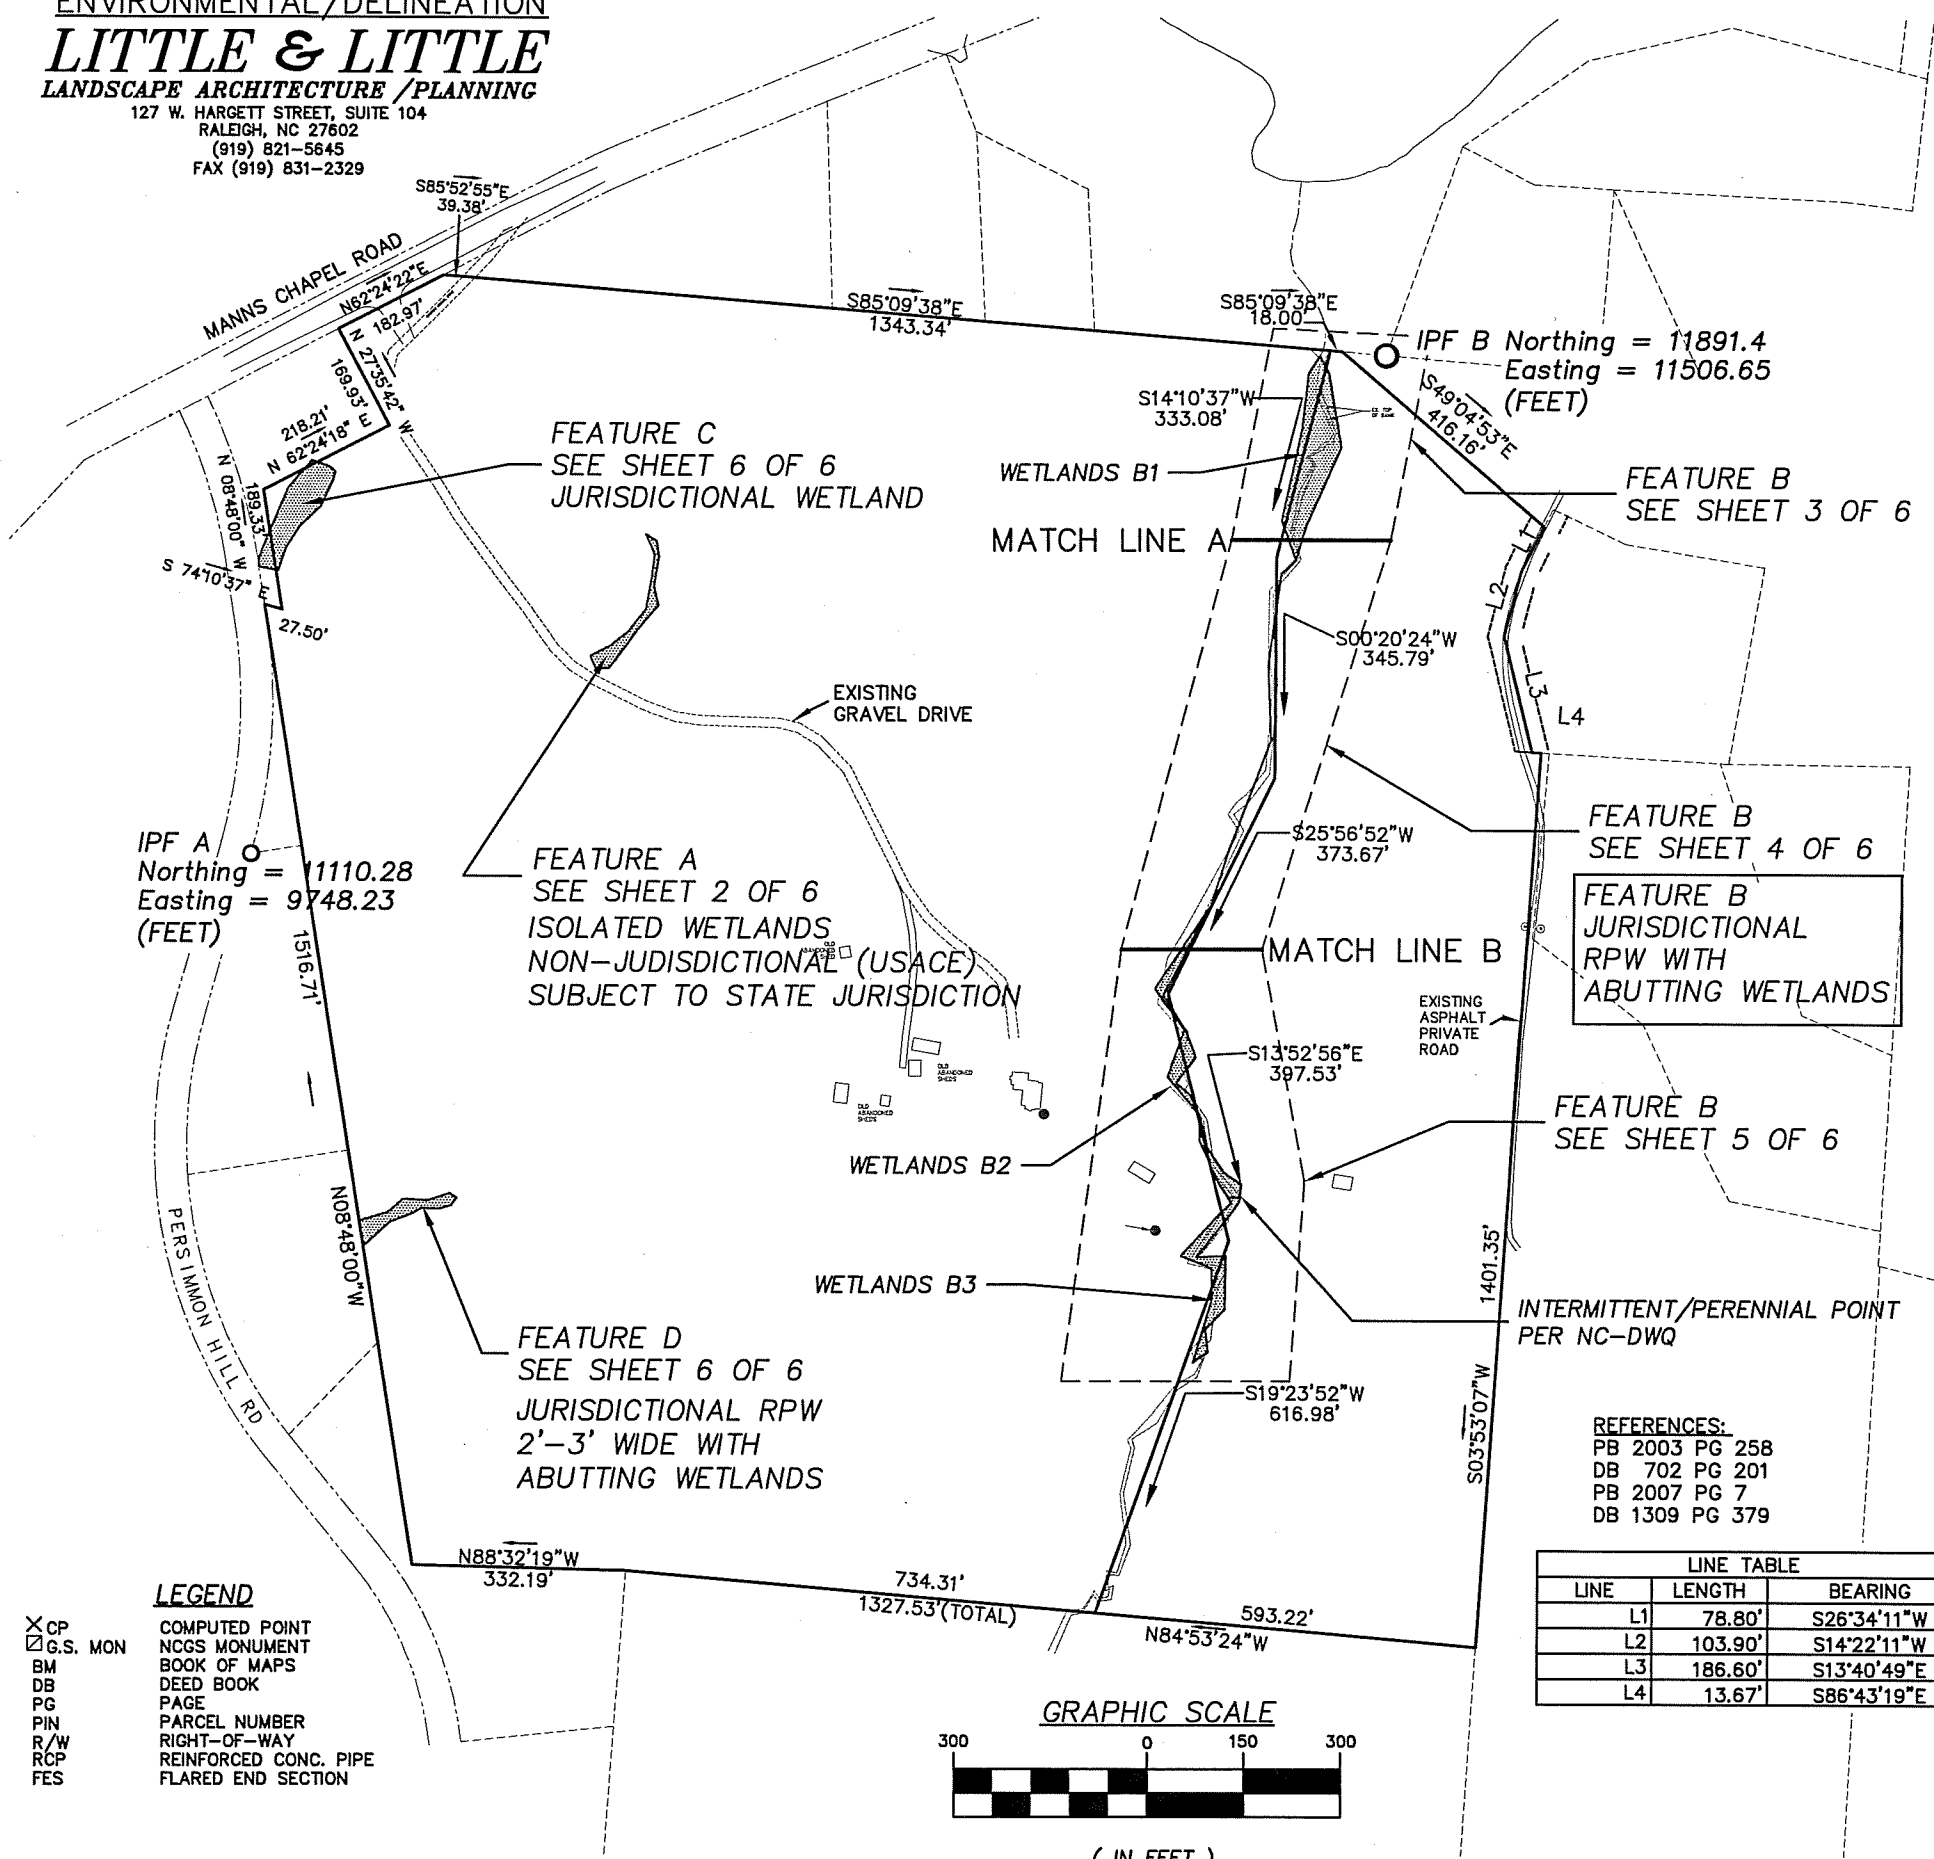 ENVIRONMENTAL/DELINEATION
LITTLE & LITTLE
LANDSCAPE ARCHITECTURE /PLANNING
127 W. HARGETT STREET, SUITE 104
RALEIGH, NC 27602
(919) 821-5645
FAX (919) 831-2329
S85°52'55"E
39.38'
MANNS CHAPEL ROAD
N62°24'22"E
182.97'
N 27°35'42" W
169.93'
218.21'
N 62°24'18" E
N 08°48'00" W
189.33'
S 74°10'37" E
27.50'
S85°09'38"E
1343.34'
S85°09'38"E
18.00'
IPF B Northing = 11891.4
Easting = 11506.65
(FEET)
S49°04'53"E
416.16'
S14°10'37"W
333.08'
EX. TOP
OF BANK
WETLANDS B1
MATCH LINE A
FEATURE C
SEE SHEET 6 OF 6
JURISDICTIONAL WETLAND
FEATURE B
SEE SHEET 3 OF 6
L1
L2
L3
L4
S00°20'24"W
345.79'
EXISTING
GRAVEL DRIVE
S25°56'52"W
373.67'
FEATURE B
SEE SHEET 4 OF 6
FEATURE B
JURISDICTIONAL
RPW WITH
ABUTTING WETLANDS
IPF A
Northing = 11110.28
Easting = 9748.23
(FEET)
1516.71'
FEATURE A
SEE SHEET 2 OF 6
ISOLATED WETLANDS
NON-JUDISDICTIONAL (USACE)
SUBJECT TO STATE JURISDICTION
OLD
ABANDONED
SHED
MATCH LINE B
EXISTING
ASPHALT
PRIVATE
ROAD
OLD
ABANDONED
SHEDS
OLD
ABANDONED
SHEDS
S13°52'56"E
397.53'
FEATURE B
SEE SHEET 5 OF 6
WETLANDS B2
WETLANDS B3
N08°48'00"W
PERSIMMON HILL RD
1401.35'
S03°53'07"W
INTERMITTENT/PERENNIAL POINT
PER NC-DWQ
FEATURE D
SEE SHEET 6 OF 6
JURISDICTIONAL RPW
2'-3' WIDE WITH
ABUTTING WETLANDS
S19°23'52"W
616.98'
REFERENCES:
PB 2003 PG 258
DB 702 PG 201
PB 2007 PG 7
DB 1309 PG 379
N88°32'19"W
332.19'
734.31'
1327.53'(TOTAL)
593.22'
N84°53'24"W
LINE TABLE
LINE LENGTH BEARING
L1 78.80' S26°34'11"W
L2 103.90' S14°22'11"W
L3 186.60' S13°40'49"E
L4 13.67' S86°43'19"E
LEGEND
CP COMPUTED POINT
G.S. MON NCGS MONUMENT
BM BOOK OF MAPS
DB DEED BOOK
PG PAGE
PIN PARCEL NUMBER
R/W RIGHT-OF-WAY
RCP REINFORCED CONC. PIPE
FES FLARED END SECTION
GRAPHIC SCALE
300 0 150 300
( IN FEET )